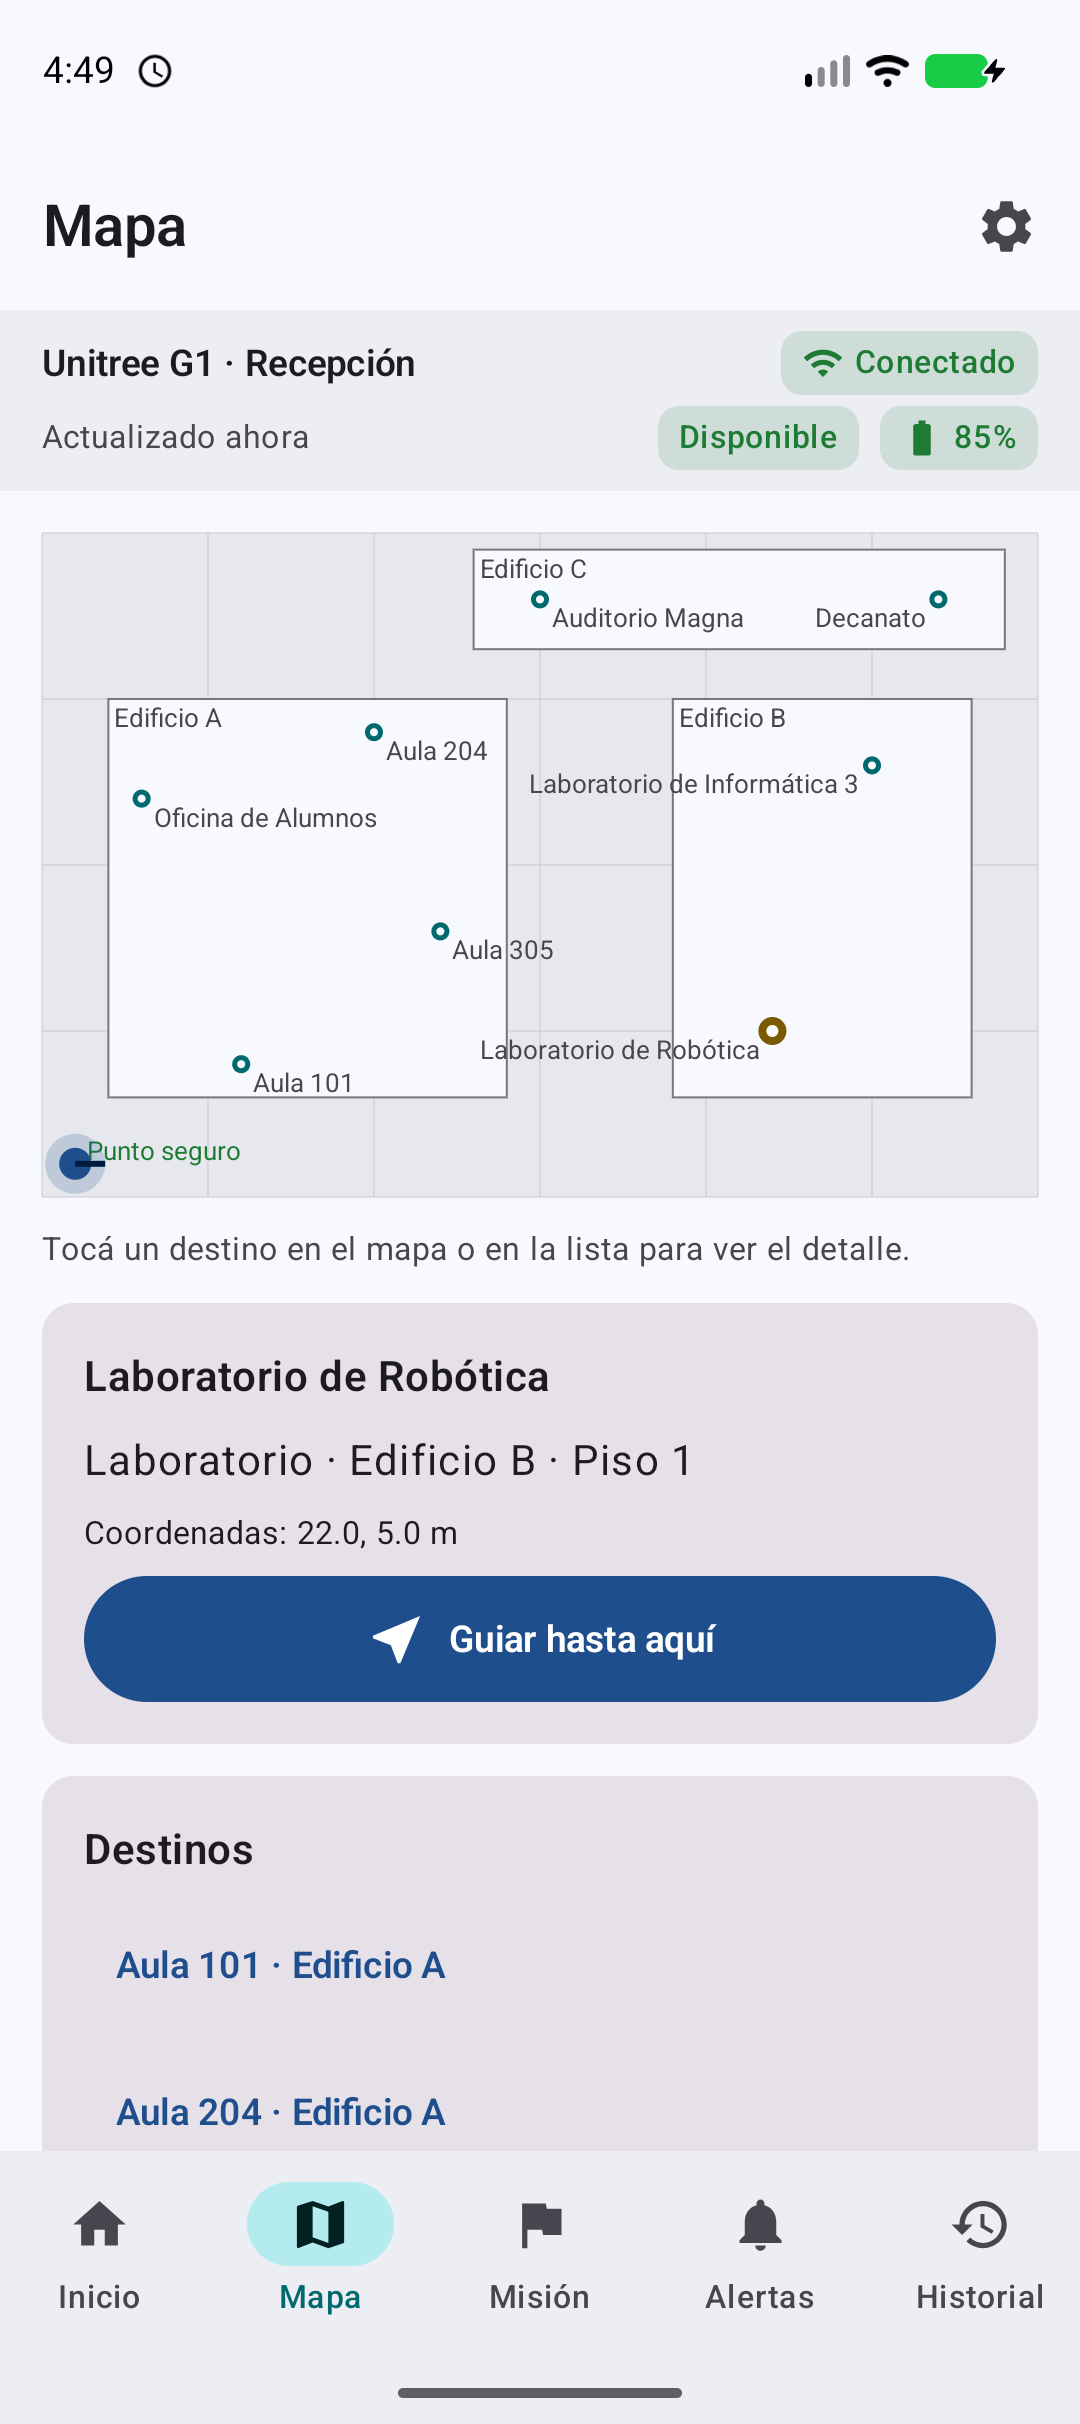 4:49
Mapa
Unitree G1 · Recepción
Conectado
Actualizado ahora
Disponible
85%
Edificio C
Auditorio Magna
Decanato
Edificio A
Edificio B
Aula 204
Laboratorio de Informática 3
Oficina de Alumnos
Aula 305
Laboratorio de Robótica
Aula 101
Punto seguro
Tocá un destino en el mapa o en la lista para ver el detalle.
Laboratorio de Robótica
Laboratorio · Edificio B · Piso 1
Coordenadas: 22.0, 5.0 m
Guiar hasta aquí
Destinos
Aula 101 · Edificio A
Aula 204 · Edificio A
Inicio
Mapa
Misión
Alertas
Historial